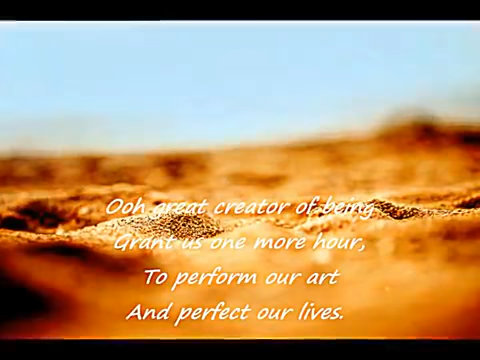 Ooh great creator of being
Grant us one more hour,
To perform our art
And perfect our lives.